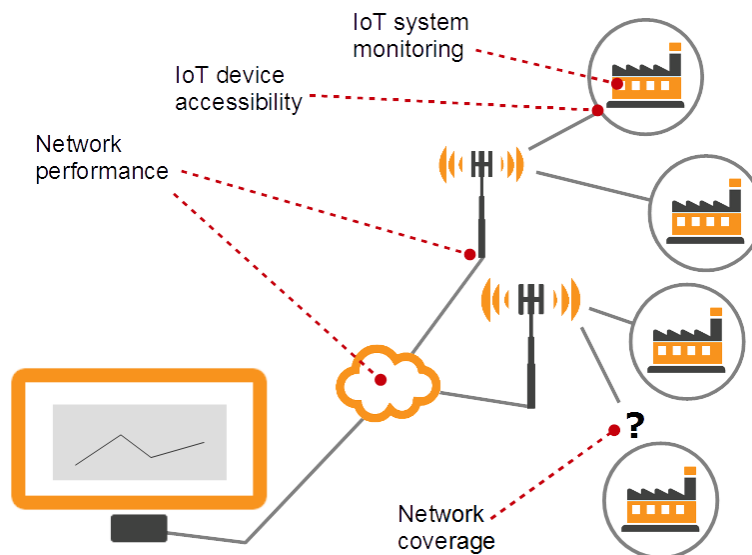 IoT system
monitoring
IoT device
accessibility
Network
performance
?
Network
coverage